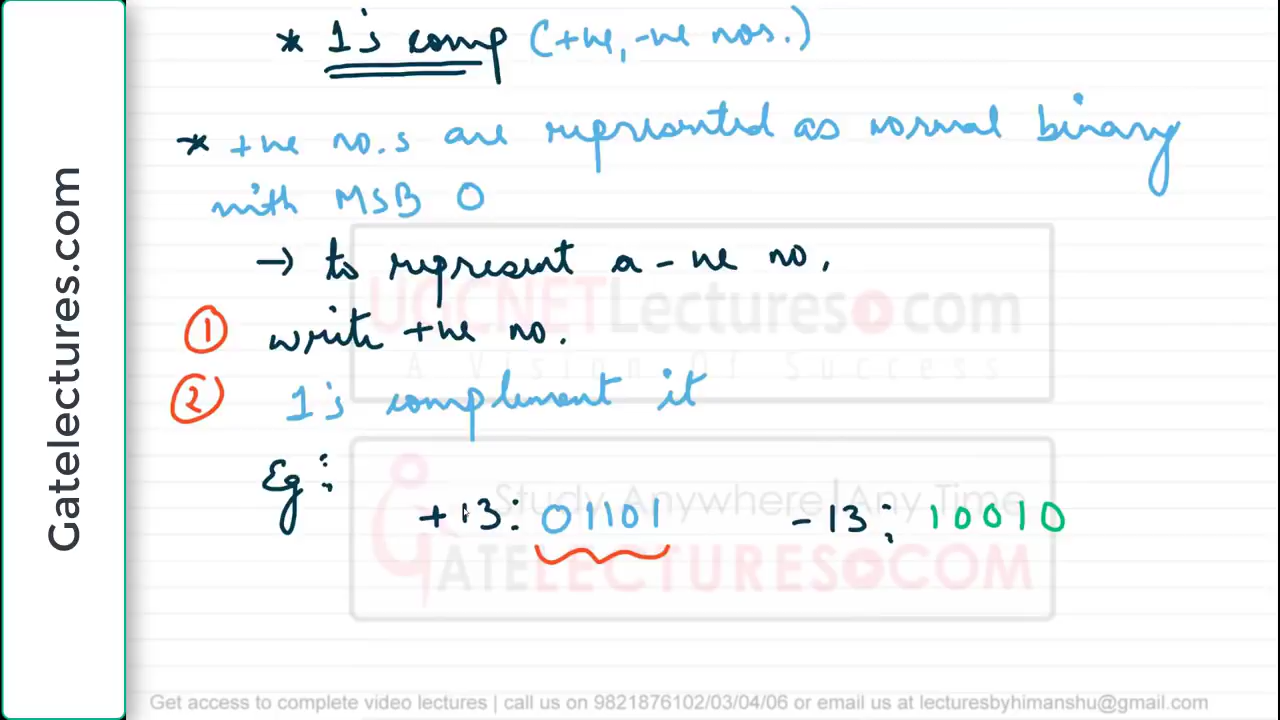 Gatelectures.com
* 1's comp (+ve, -ve nos.)
* +ve no.s are represented as normal binary
with MSB 0
→ to represent a -ve no.
UGCNETLectures.com
① write +ve no.
A Vision Of Success
② 1's complement it
Eg:
Study Anywhere | Any Time
+13: 01101 -13: 10010
GATELECTURES.COM
Get access to complete video lectures | call us on 9821876102/03/04/06 or email us at lecturesbyhimanshu@gmail.com